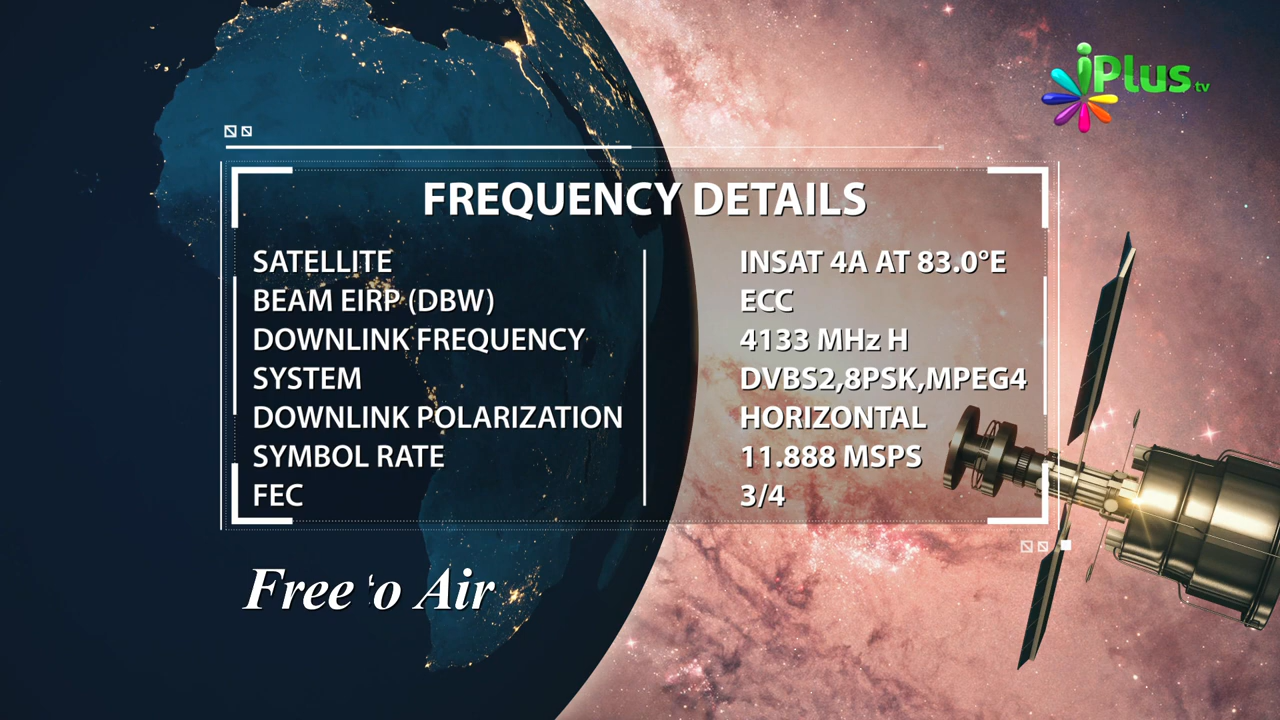 iPlus tv
FREQUENCY DETAILS
SATELLITE INSAT 4A AT 83.0°E
BEAM EIRP (DBW) ECC
DOWNLINK FREQUENCY 4133 MHz H
SYSTEM DVBS2,8PSK,MPEG4
DOWNLINK POLARIZATION HORIZONTAL
SYMBOL RATE 11.888 MSPS
FEC 3/4
Free to Air